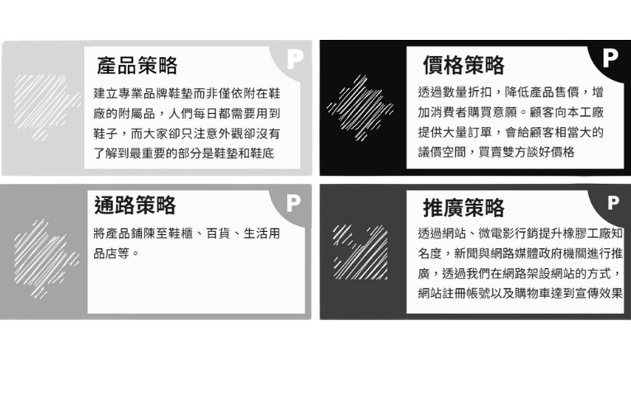 產品策略
P
建立專業品牌鞋墊而非僅依附在鞋
廠的附屬品，人們每日都需要用到
鞋子，而大家卻只注意外觀卻沒有
了解到最重要的部分是鞋墊和鞋底
價格策略
P
透過數量折扣，降低產品售價，增
加消費者購買意願。顧客向本工廠
提供大量訂單，會給顧客相當大的
議價空間，買賣雙方談好價格
通路策略
P
將產品鋪陳至鞋櫃、百貨、生活用
品店等。
推廣策略
P
透過網站、微電影行銷提升橡膠工廠知
名度，新聞與網路媒體政府機關進行推
廣，透過我們在網路架設網站的方式，
網站註冊帳號以及購物車達到宣傳效果